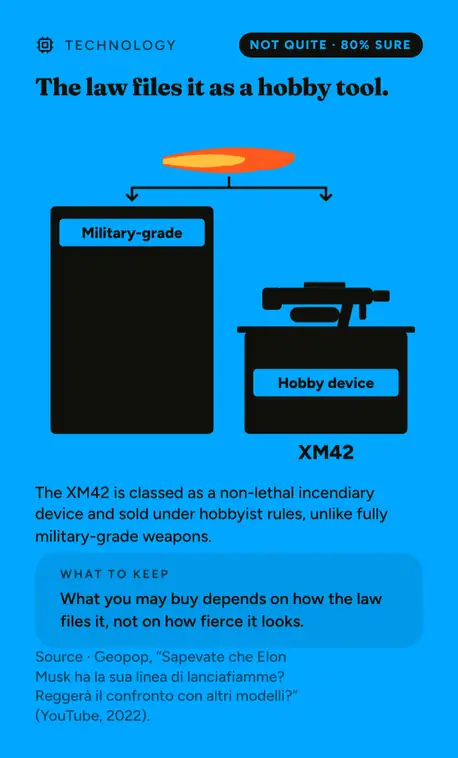 TECHNOLOGY
NOT QUITE · 80% SURE
The law files it as a hobby tool.
Military-grade
Hobby device
XM42
The XM42 is classed as a non-lethal incendiary
device and sold under hobbyist rules, unlike fully
military-grade weapons.
WHAT TO KEEP
What you may buy depends on how the law
files it, not on how fierce it looks.
Source · Geopop, “Sapevate che Elon
Musk ha la sua linea di lanciafiamme?
Reggerà il confronto con altri modelli?”
(YouTube, 2022).